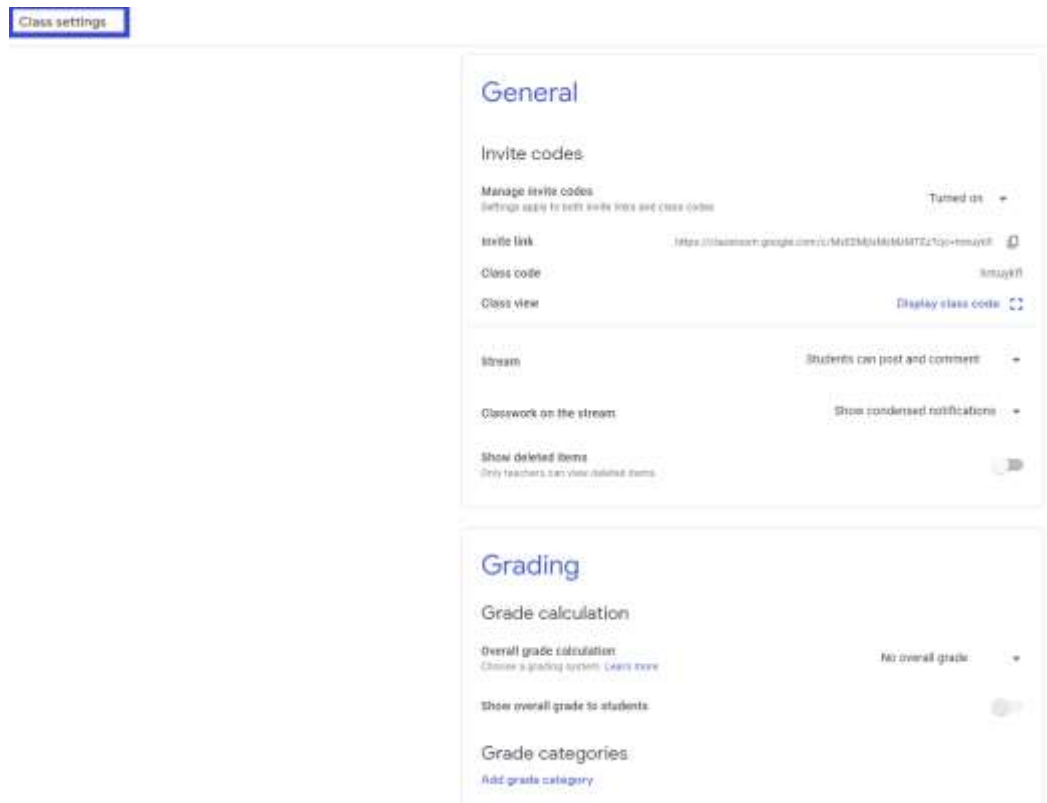 Class settings
General
Invite codes
Manage invite codes
Turned on
Settings apply to both invite links and class codes
Invite link
Class code
Class view
Display class code
Stream
Students can post and comment
Classwork on the stream
Show condensed notifications
Show deleted items
Only teachers can view deleted items.
Grading
Grade calculation
Overall grade calculation
No overall grade
Choose a grading system. Learn more
Show overall grade to students
Grade categories
Add grade category